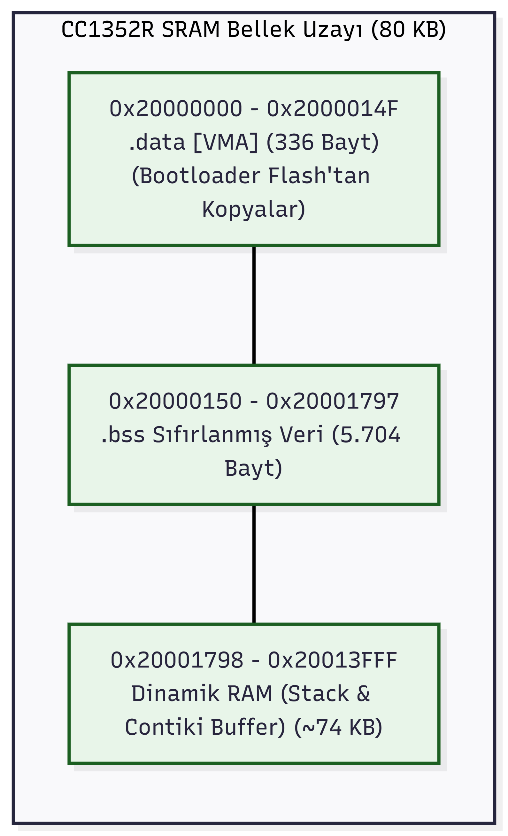 CC1352R SRAM Bellek Uzayı (80 KB)
0x20000000 - 0x2000014F
.data [VMA] (336 Bayt)
(Bootloader Flash'tan
Kopyalar)
0x20000150 - 0x20001797
.bss Sıfırlanmış Veri (5.704
Bayt)
0x20001798 - 0x20013FFF
Dinamik RAM (Stack &
Contiki Buffer) (~74 KB)